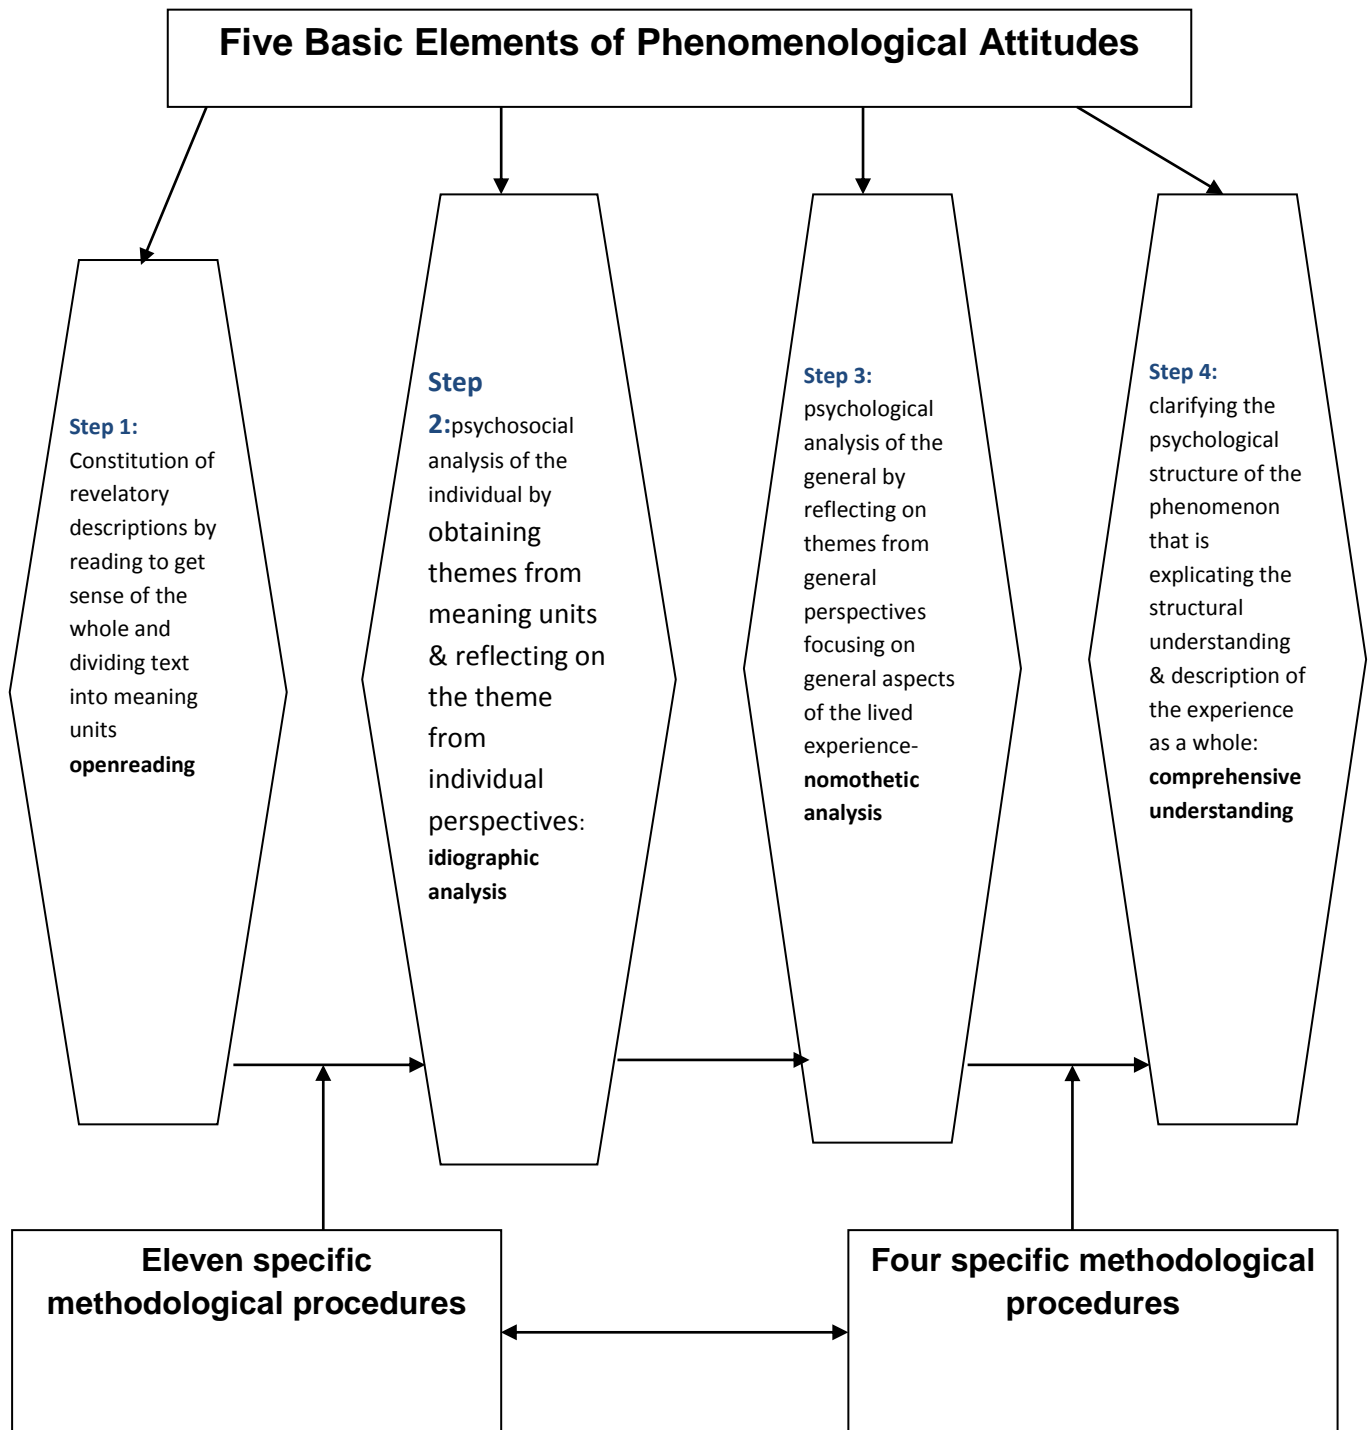 Five Basic Elements of Phenomenological Attitudes
Step 1:
Constitution of
revelatory
descriptions by
reading to get
sense of the
whole and
dividing text
into meaning
units
openreading
Step
2:psychosocial
analysis of the
individual by
obtaining
themes from
meaning units
& reflecting on
the theme
from
individual
perspectives:
idiographic
analysis
Step 3:
psychological
analysis of the
general by
reflecting on
themes from
general
perspectives
focusing on
general aspects
of the lived
experience-
nomothetic
analysis
Step 4:
clarifying the
psychological
structure of the
phenomenon
that is
explicating the
structural
understanding
& description of
the experience
as a whole:
comprehensive
understanding
Eleven specific
methodological procedures
Four specific methodological
procedures